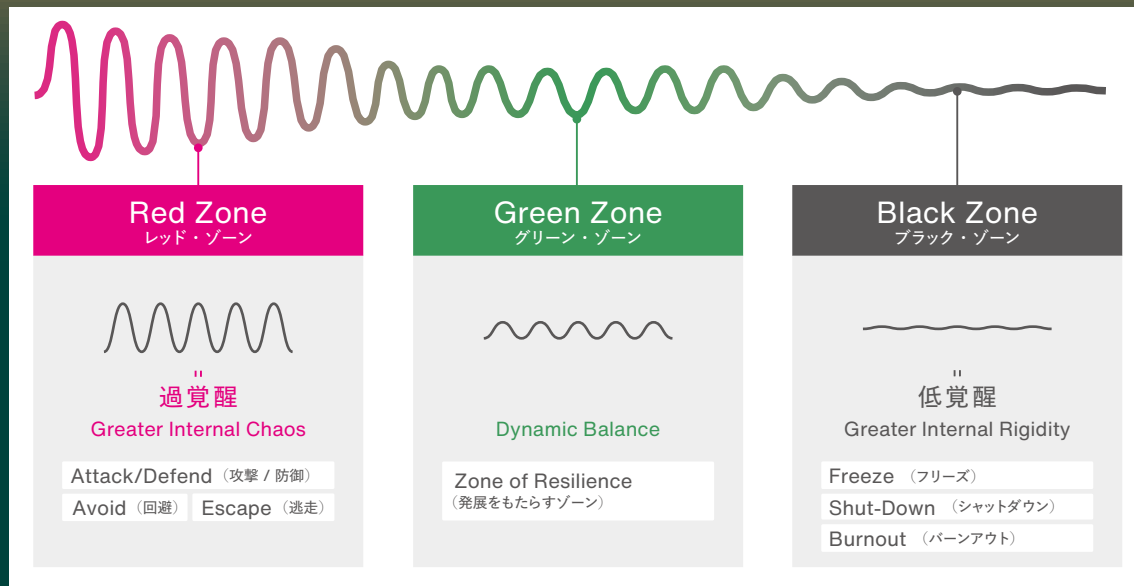 Red Zone
レッド・ゾーン
過覚醒
Greater Internal Chaos
Attack/Defend（攻撃 / 防御）
Avoid（回避）
Escape（逃走）
Green Zone
グリーン・ゾーン
Dynamic Balance
Zone of Resilience
（発展をもたらすゾーン）
Black Zone
ブラック・ゾーン
低覚醒
Greater Internal Rigidity
Freeze（フリーズ）
Shut-Down（シャットダウン）
Burnout（バーンアウト）